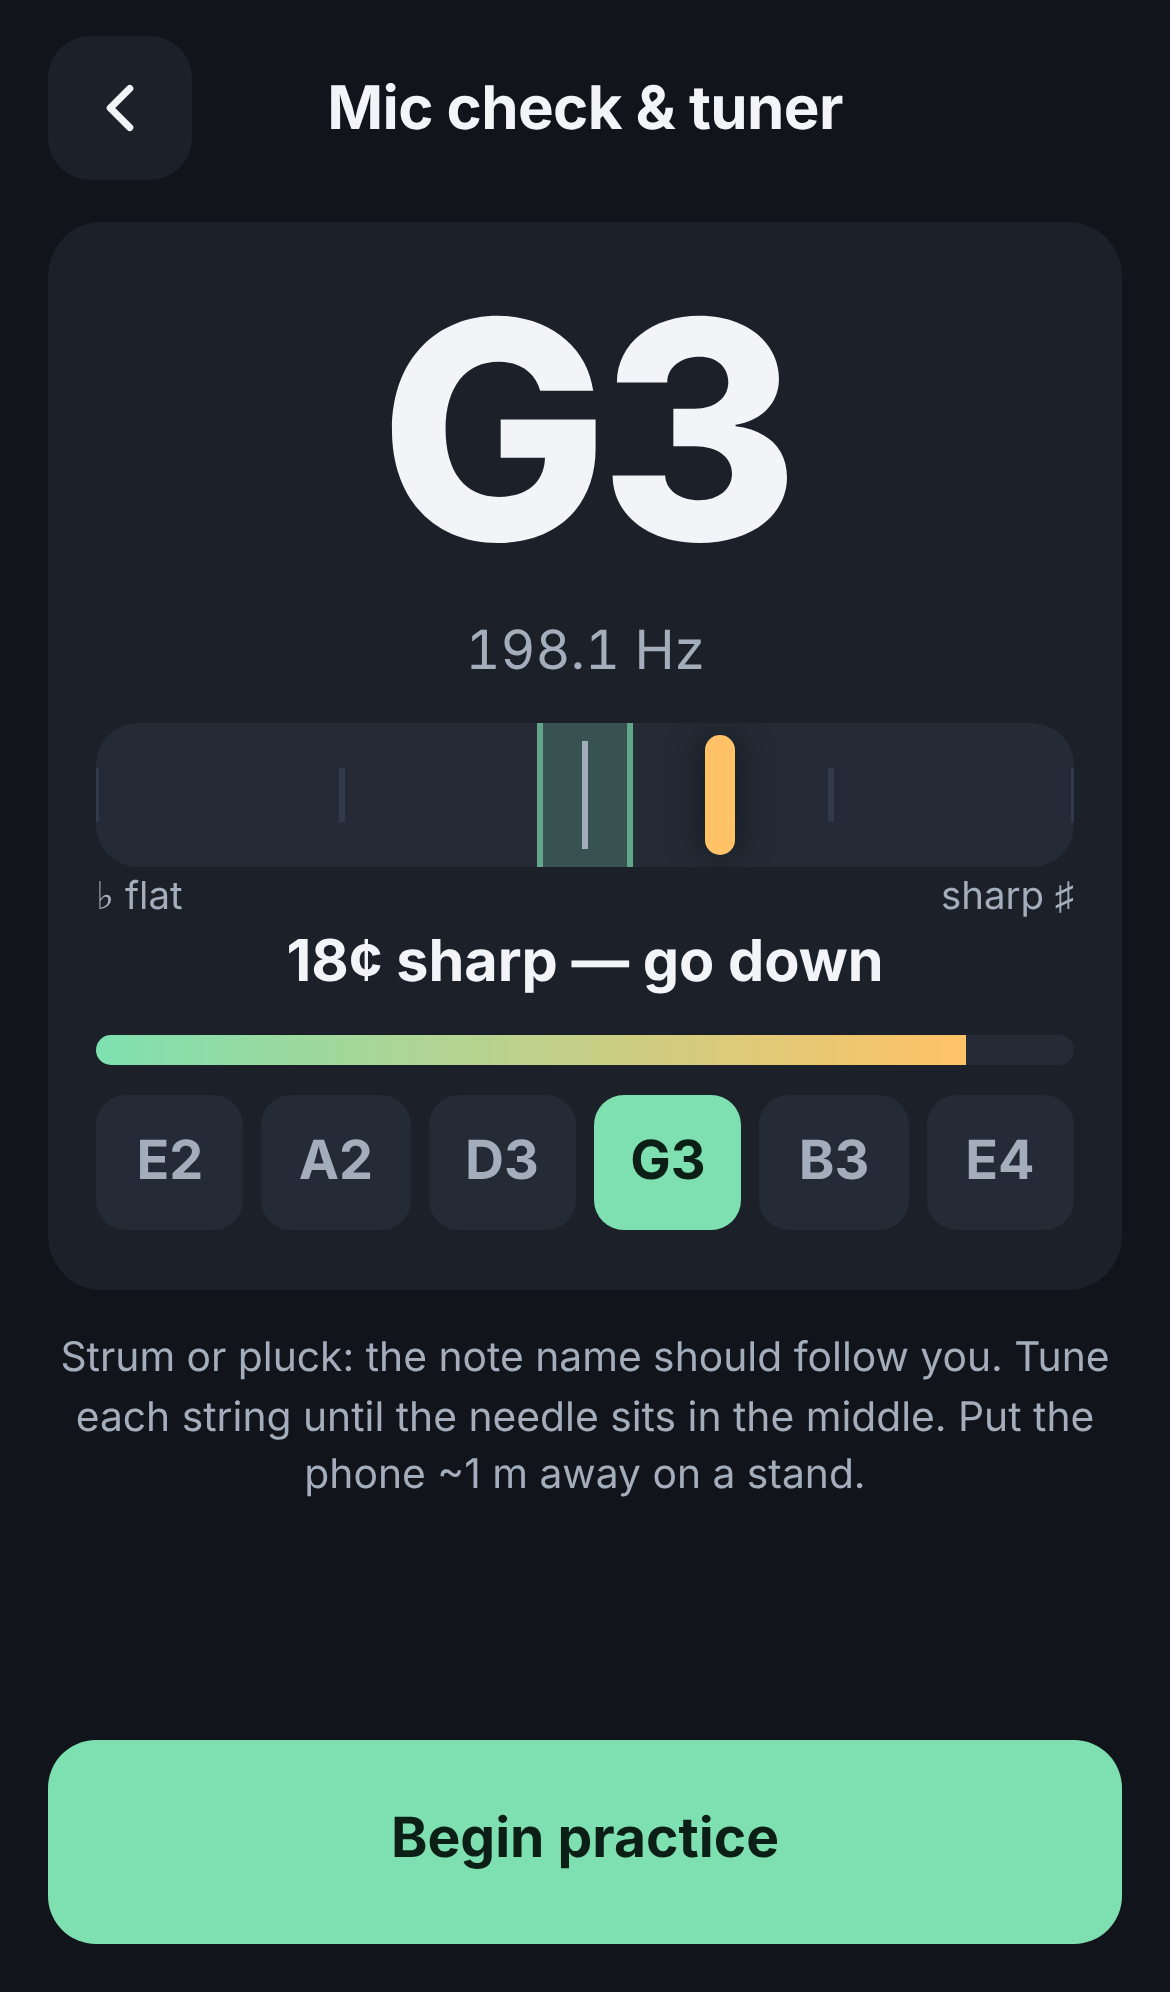 Mic check & tuner
G3
198.1 Hz
♭ flat
sharp ♯
18¢ sharp — go down
E2 A2 D3 G3 B3 E4
Strum or pluck: the note name should follow you. Tune
each string until the needle sits in the middle. Put the
phone ~1 m away on a stand.
Begin practice